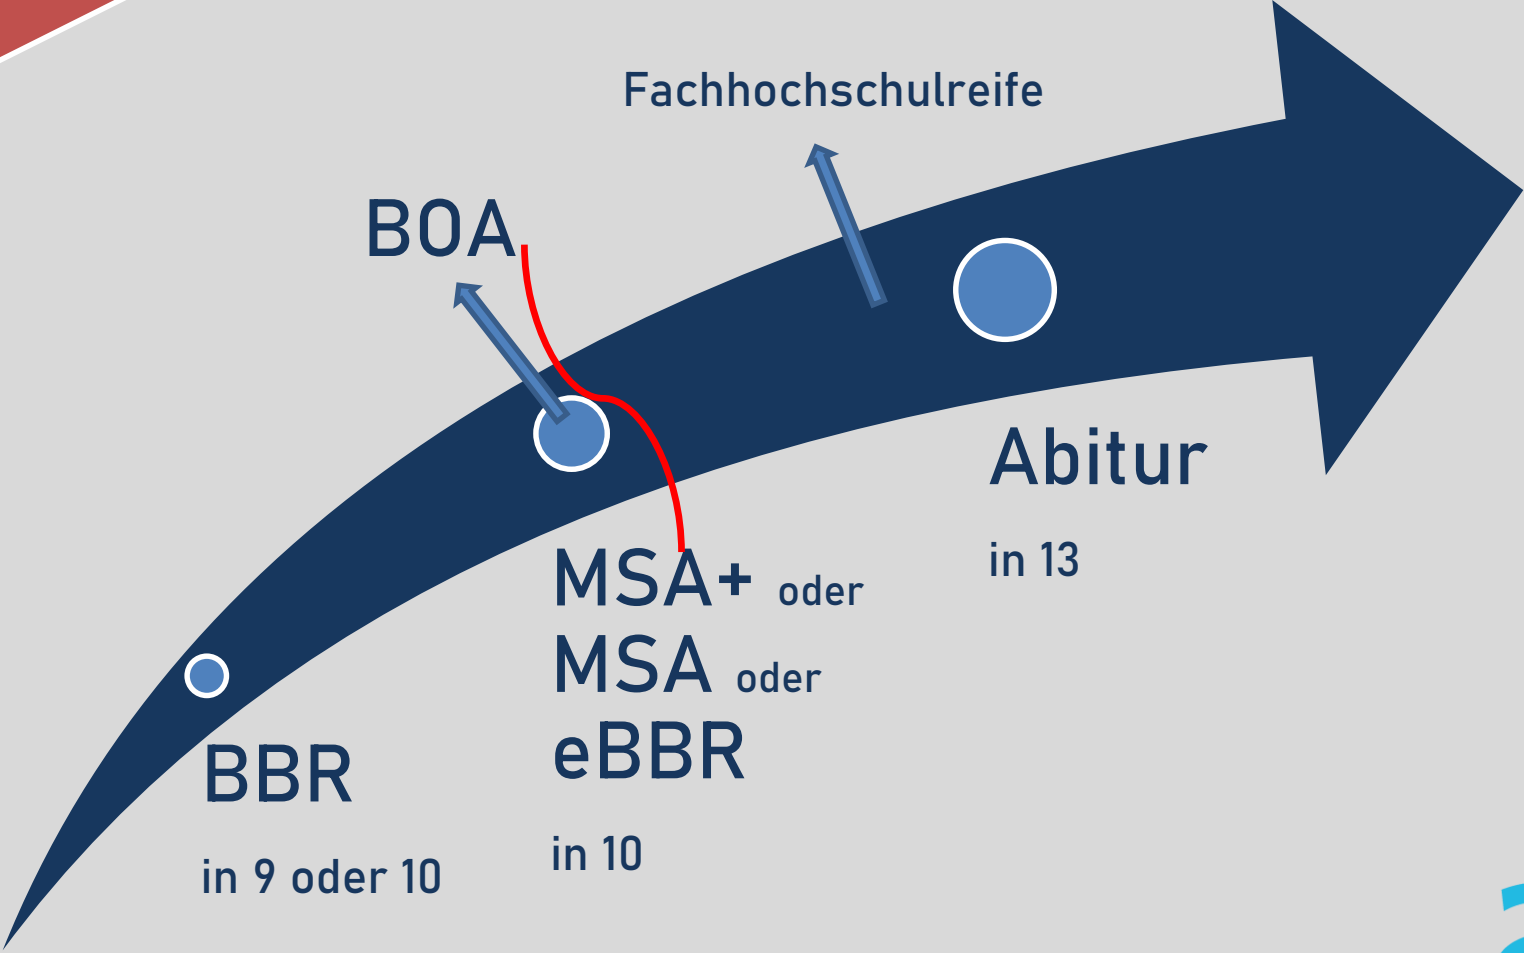 Fachhochschulreife
BOA
Abitur
in 13
MSA+ oder
MSA oder
eBBR
in 10
BBR
in 9 oder 10